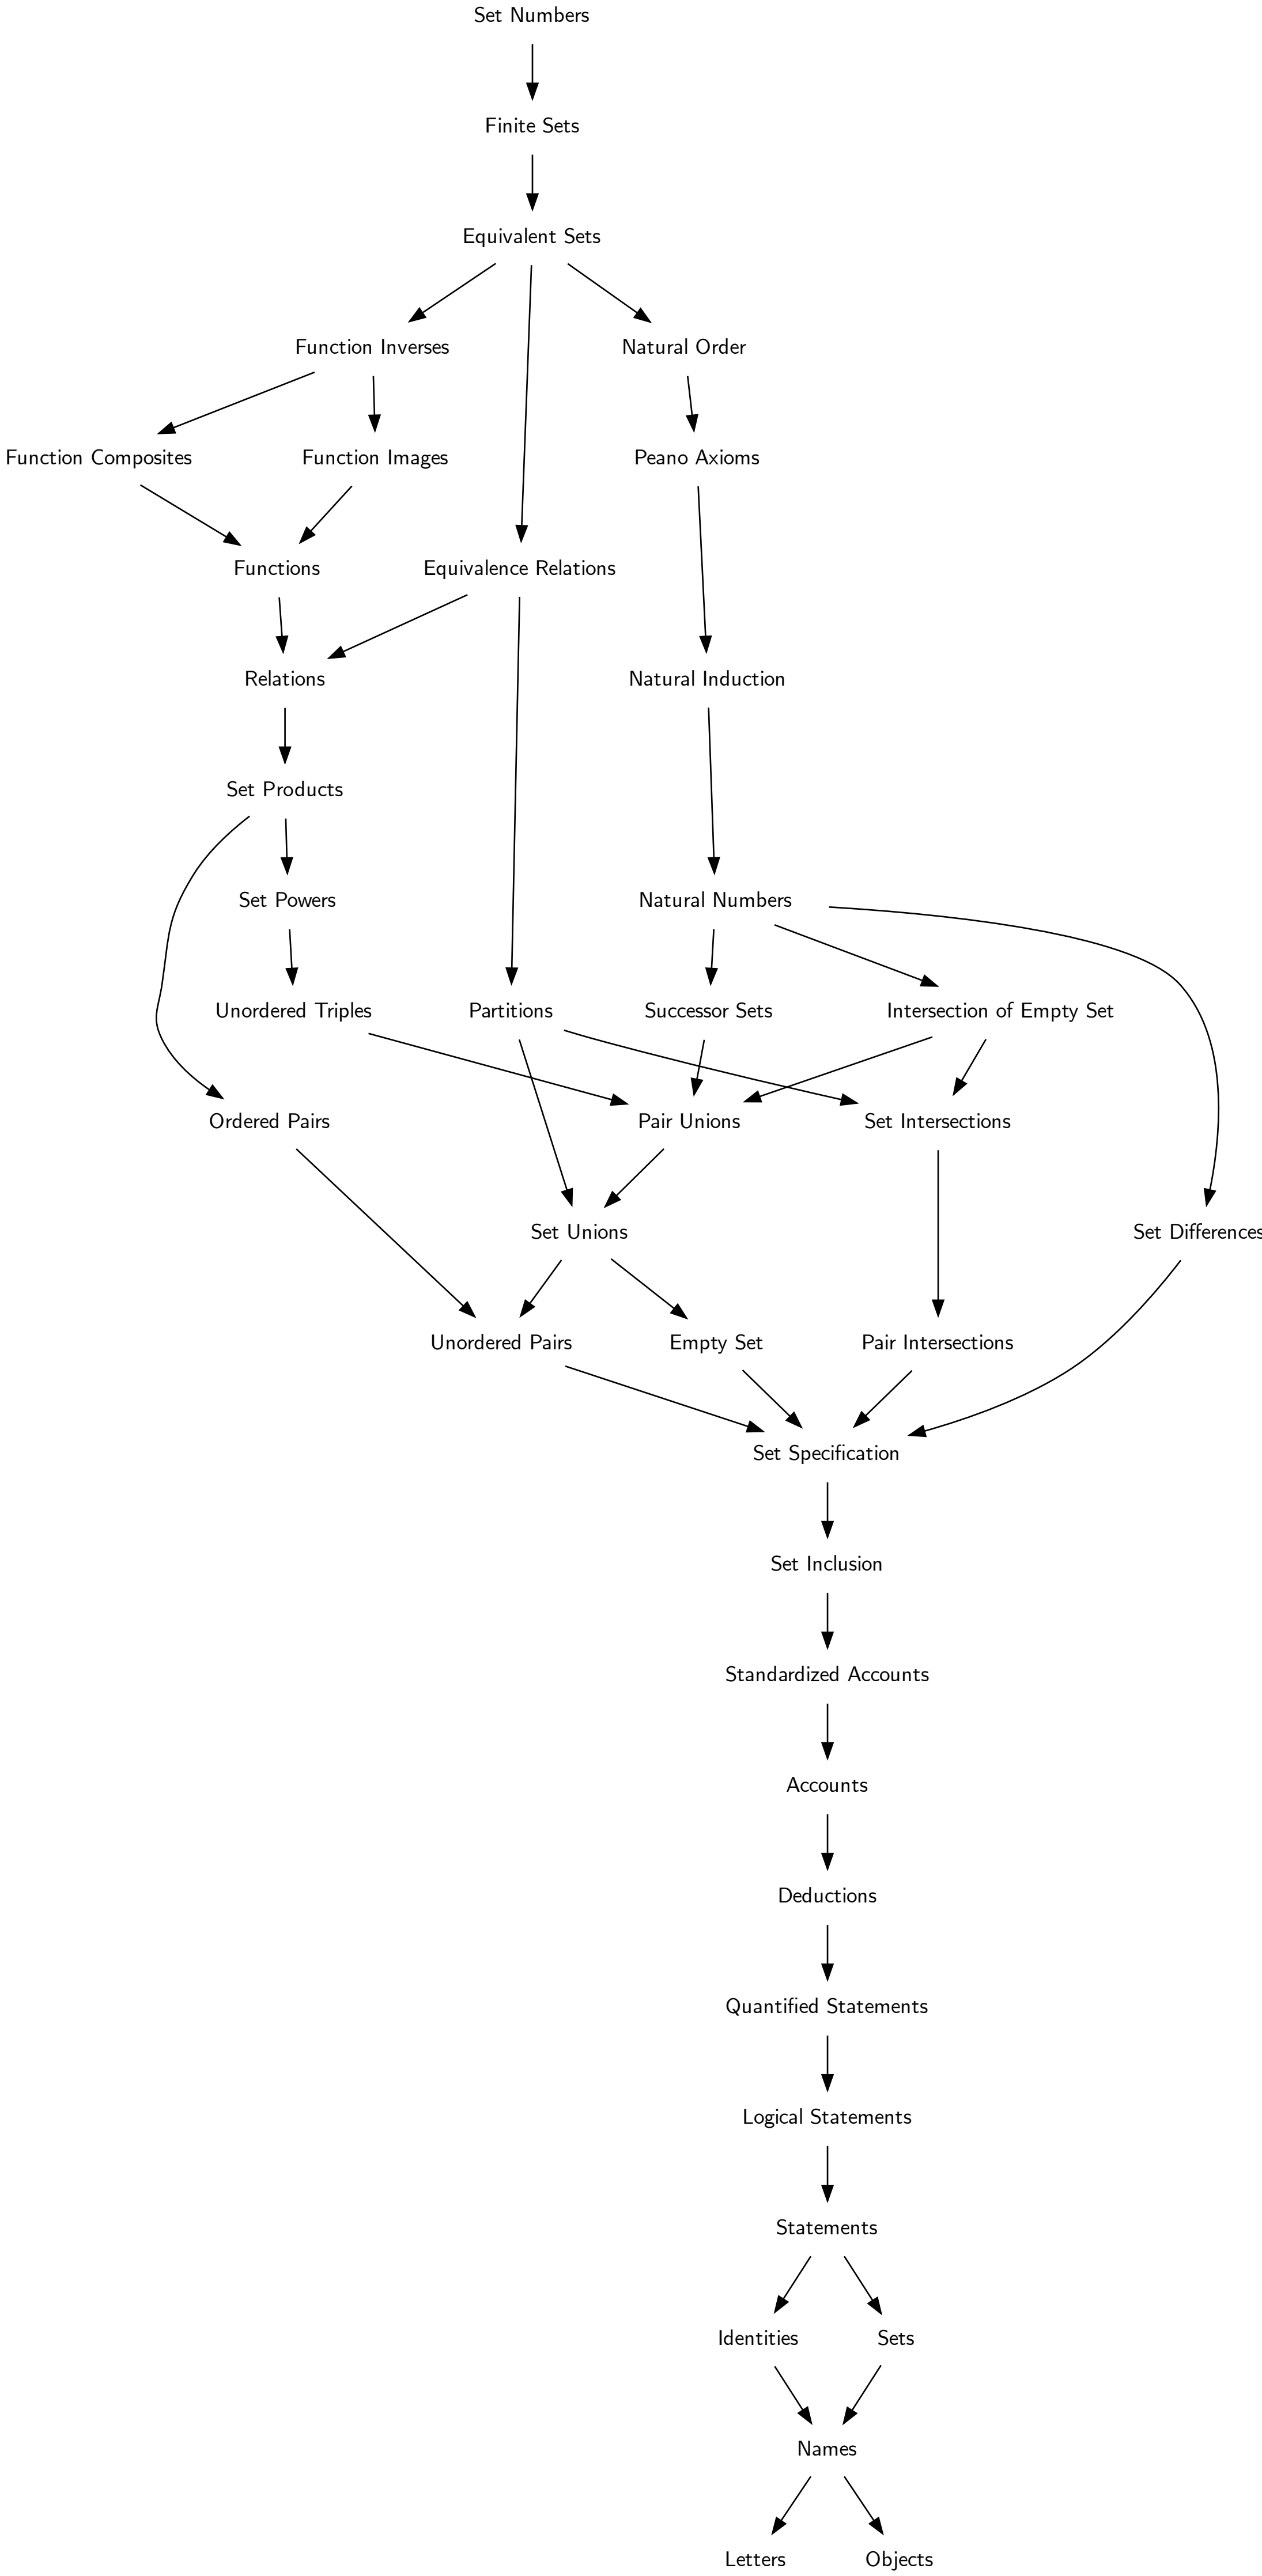 Set Numbers
Finite Sets
Equivalent Sets
Function Inverses
Natural Order
Function Composites
Function Images
Peano Axioms
Functions
Equivalence Relations
Relations
Natural Induction
Set Products
Set Powers
Natural Numbers
Unordered Triples
Partitions
Successor Sets
Intersection of Empty Set
Ordered Pairs
Pair Unions
Set Intersections
Set Unions
Set Differences
Unordered Pairs
Empty Set
Pair Intersections
Set Specification
Set Inclusion
Standardized Accounts
Accounts
Deductions
Quantified Statements
Logical Statements
Statements
Identities
Sets
Names
Letters
Objects